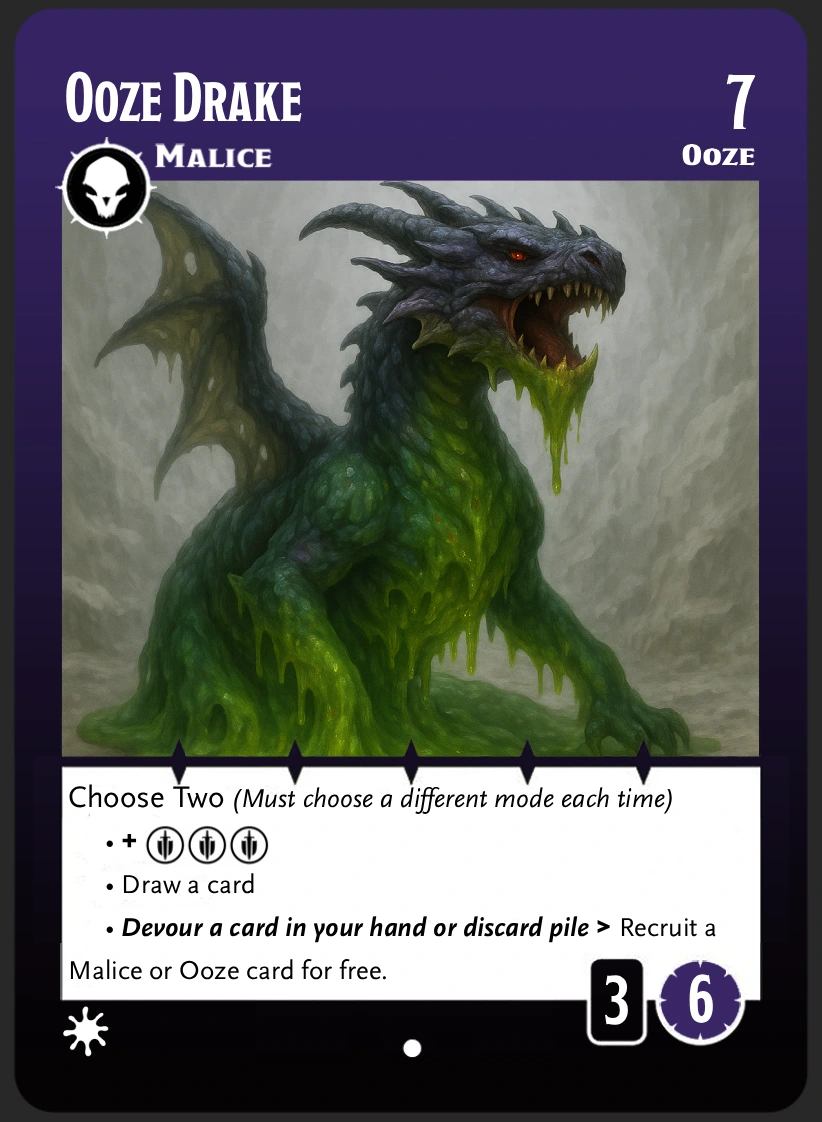 Ooze Drake
7
Malice
Ooze
Choose Two (Must choose a different mode each time)
• +
• Draw a card
• Devour a card in your hand or discard pile > Recruit a
Malice or Ooze card for free.
3
6